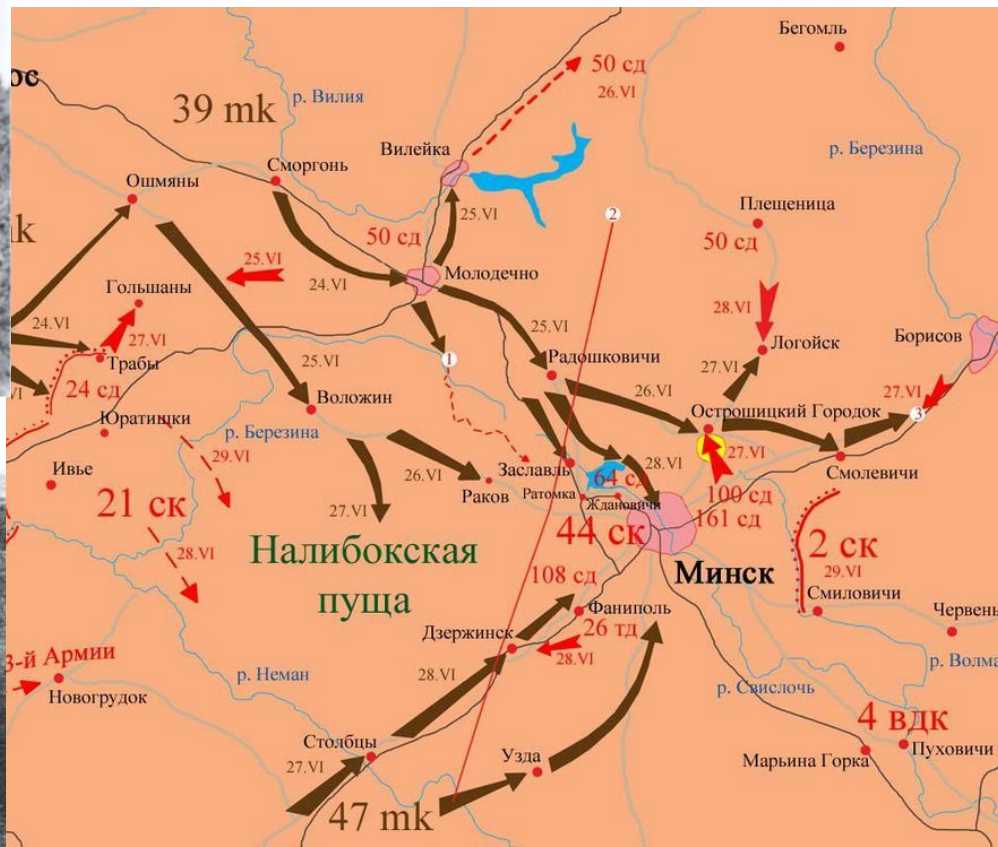 Бегомль
ос
50 сд
26.VI
р. Вилия
39 mk
Вилейка
р. Березина
Сморгонь
Ошмяны
2
25.VI
Плещеница
k
50 сд
50 сд
25.VI
Молодечно
24.VI
Гольшаны
28.VI
24.VI
27.VI
25.VI
Борисов
Логойск
Трабы
1
Радошковичи
VI
25.VI
27.VI
24 сд
27.VI
26.VI
Воложин
Острошицкий Городок
3
Юратишки
р. Березина
27.VI
29.VI
28.VI
Смолевичи
Ивье
Заславль
26.VI
64 сд
Раков
Ратомка
Ждановичи
100 сд
21 ск
27.VI
161 сд
44 ск
2 ск
Налибокская
пуща
28.VI
Минск
29.VI
108 сд
Смиловичи
Фаниполь
Червень
Дзержинск
26 тд
3-й Армии
28.VI
р. Волма
28.VI
р. Неман
Новогрудок
р. Свислочь
4 вдк
Столбцы
Узда
Пуховичи
27.VI
Марьина Горка
47 mk